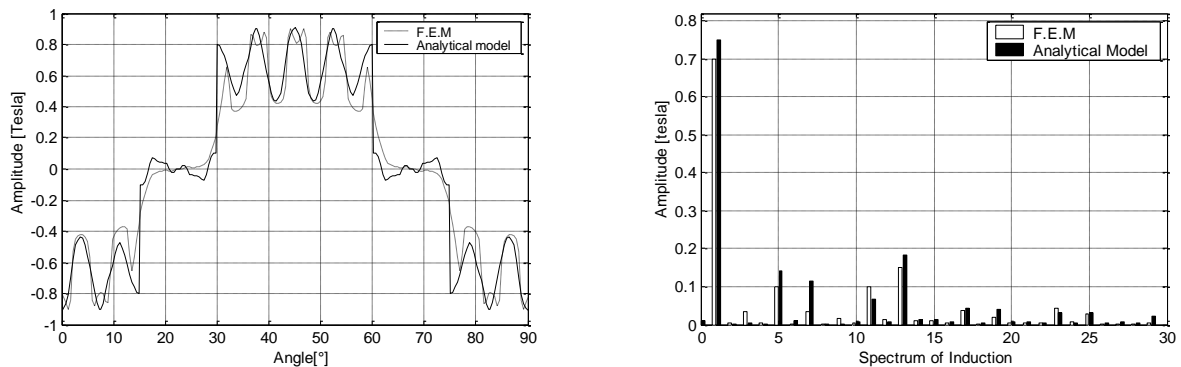 F.E.M
Analytical model
Amplitude [Tesla]
1
0.8
0.6
0.4
0.2
0
-0.2
-0.4
-0.6
-0.8
-1
0 10 20 30 40 50 60 70 80 90
Angle[°]
F.E.M
Analytical Model
Amplitude [tesla]
0.8
0.7
0.6
0.5
0.4
0.3
0.2
0.1
0
0 5 10 15 20 25 30
Spectrum of Induction